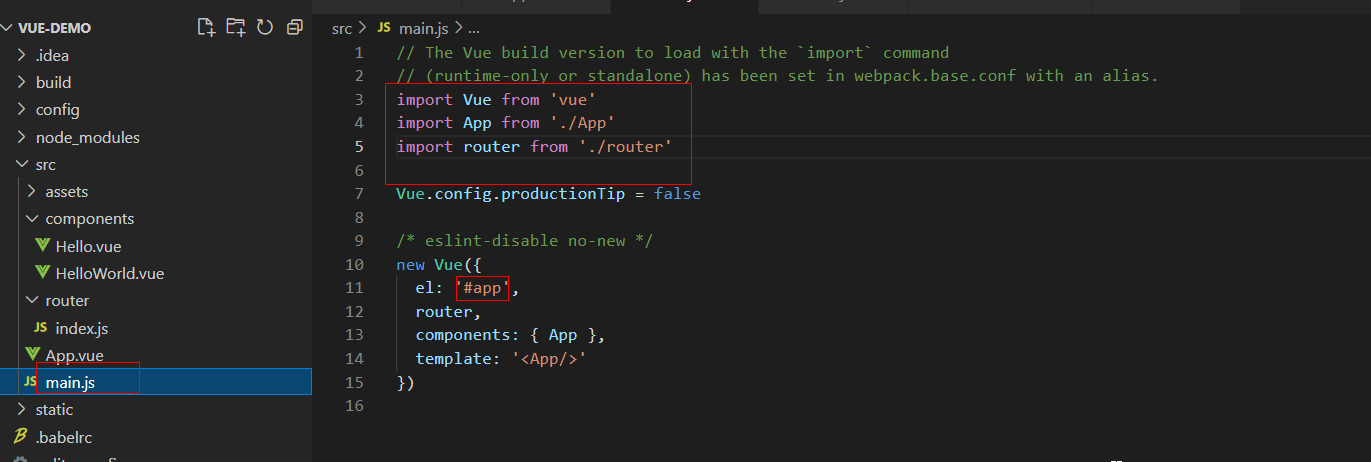 VUE-DEMO
.idea
build
config
node_modules
src
assets
components
Hello.vue
HelloWorld.vue
router
JS index.js
App.vue
JS main.js
static
.babelrc
src > JS main.js > ...
1 // The Vue build version to load with the `import` command
2 // (runtime-only or standalone) has been set in webpack.base.conf with an alias.
3 import Vue from 'vue'
4 import App from './App'
5 import router from './router'
6
7 Vue.config.productionTip = false
8
9 /* eslint-disable no-new */
10 new Vue({
11 el: '#app',
12 router,
13 components: { App },
14 template: '<App/>'
15 })
16